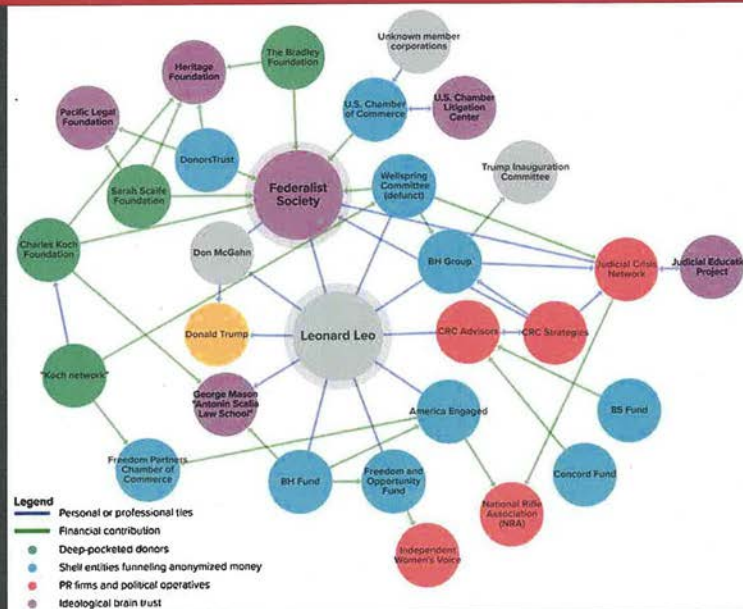 Unknown member
corporations
The Bradley
Foundation
Heritage
Foundation
U.S. Chamber
of Commerce
U.S. Chamber
Litigation
Center
Pacific Legal
Foundation
DonorsTrust
Wellspring
Committee
(defunct)
Trump Inauguration
Committee
Sarah Scaife
Foundation
Federalist
Society
Charles Koch
Foundation
Don McGahn
BH Group
Judicial Crisis
Network
Judicial Educatio
Project
Donald Trump
Leonard Leo
CRC Advisors
CRC Strategies
"Koch network"
George Mason
"Antonin Scalia
Law School"
America Engaged
BS Fund
Freedom Partners
Chamber of
Commerce
BH Fund
Freedom and
Opportunity
Fund
Concord Fund
National Rifle
Association
(NRA)
Independent
Women's Voice
Legend
Personal or professional ties
Financial contribution
Deep-pocketed donors
Shell entities funneling anonymized money
PR firms and political operatives
Ideological brain trust